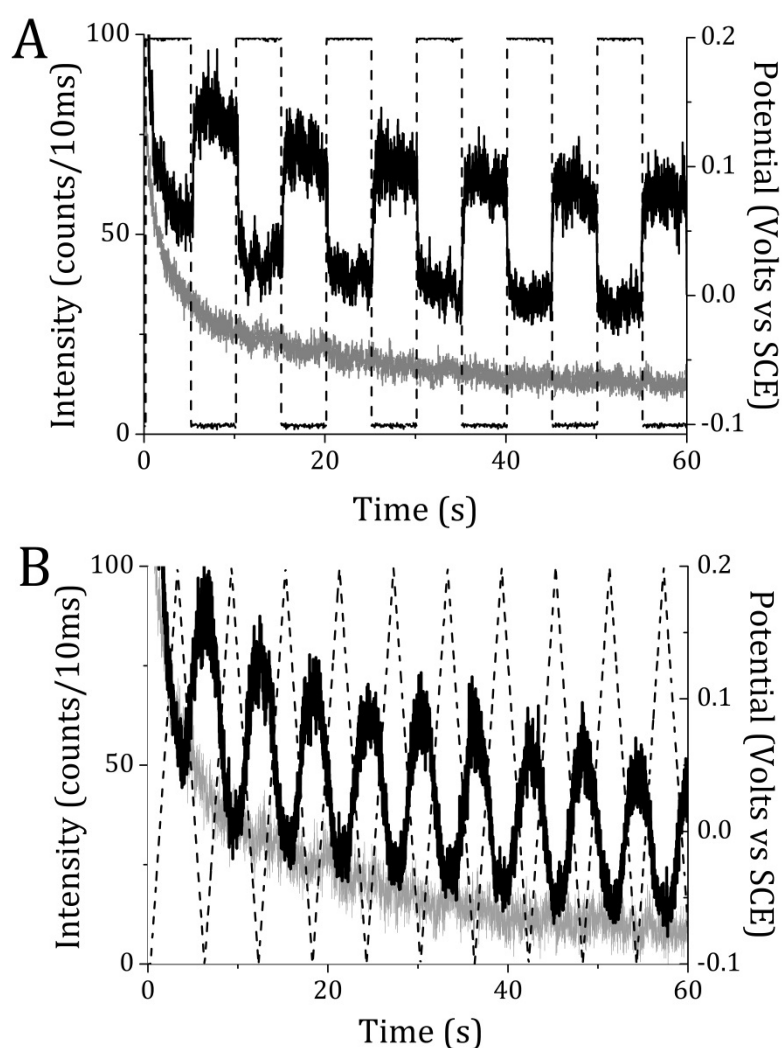 A
Intensity (counts/10ms)
100
50
0
0
20
40
60
Time (s)
0.2
0.1
0.0
-0.1
Potential (Volts vs SCE)
B
Intensity (counts/10ms)
100
50
0
0
20
40
60
Time (s)
0.2
0.1
0.0
-0.1
Potential (Volts vs SCE)